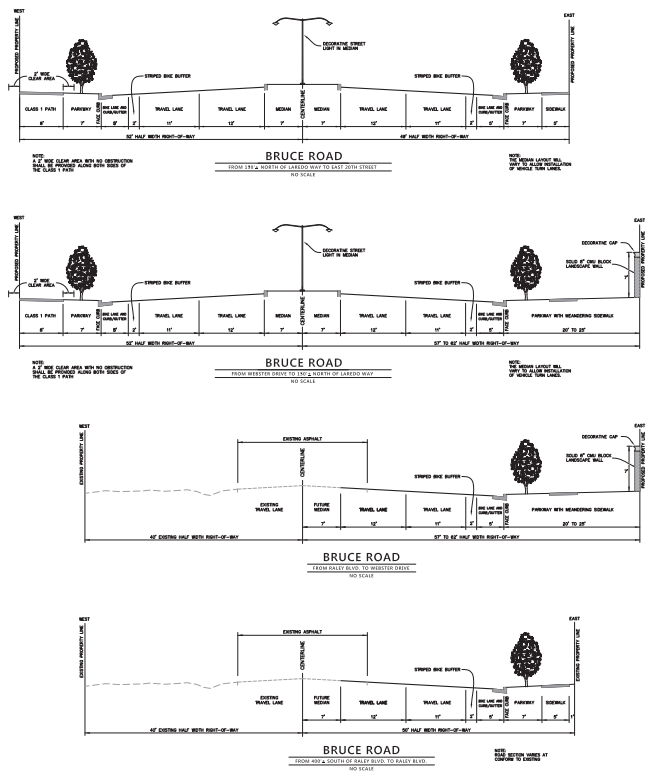 WEST
EAST
PROPOSED PROPERTY LINE
PROPOSED PROPERTY LINE
2' WIDE
CLEAR AREA
STRIPED BIKE BUFFER
DECORATIVE STREET
LIGHT IN MEDIAN
STRIPED BIKE BUFFER
CENTERLINE
CLASS 1 PATH
PARKWAY
FACE CURB
BIKE LANE AND
CURB/GUTTER
TRAVEL LANE
TRAVEL LANE
MEDIAN
MEDIAN
TRAVEL LANE
TRAVEL LANE
BIKE LANE AND
CURB/GUTTER
FACE CURB
PARKWAY
SIDEWALK
8' 7' 2' 11' 12' 7' 7' 12' 11' 2' 7' 5'
52' HALF WIDTH RIGHT-OF-WAY
NOTE:
A 2' WIDE CLEAR AREA WITH NO OBSTRUCTION
SHALL BE PROVIDED ALONG BOTH SIDES OF
THE CLASS 1 PATH
BRUCE ROAD
FROM 190'± NORTH OF LAREDO WAY TO EAST 20TH STREET
NO SCALE
NOTE:
THE MEDIAN LAYOUT WILL
VARY TO ALLOW INSTALLATION
OF VEHICLE TURN LANES.
WEST
EAST
PROPOSED PROPERTY LINE
PROPOSED PROPERTY LINE
2' WIDE
CLEAR AREA
STRIPED BIKE BUFFER
DECORATIVE STREET
LIGHT IN MEDIAN
STRIPED BIKE BUFFER
DECORATIVE CAP
SOLID 8" CMU BLOCK
LANDSCAPE WALL
7'
CENTERLINE
CLASS 1 PATH
PARKWAY
FACE CURB
BIKE LANE AND
CURB/GUTTER
TRAVEL LANE
TRAVEL LANE
MEDIAN
MEDIAN
TRAVEL LANE
TRAVEL LANE
BIKE LANE AND
CURB/GUTTER
FACE CURB
PARKWAY WITH MEANDERING SIDEWALK
8' 7' 2' 11' 12' 7' 7' 12' 11' 2' 20' TO 25'
52' HALF WIDTH RIGHT-OF-WAY
57' TO 62' HALF WIDTH RIGHT-OF-WAY
NOTE:
A 2' WIDE CLEAR AREA WITH NO OBSTRUCTION
SHALL BE PROVIDED ALONG BOTH SIDES OF
THE CLASS 1 PATH
BRUCE ROAD
FROM WEBSTER DRIVE TO 190'± NORTH OF LAREDO WAY
NO SCALE
NOTE:
THE MEDIAN LAYOUT WILL
VARY TO ALLOW INSTALLATION
OF VEHICLE TURN LANES.
WEST
EAST
EXISTING PROPERTY LINE
PROPOSED PROPERTY LINE
EXISTING ASPHALT
CENTERLINE
STRIPED BIKE BUFFER
DECORATIVE CAP
SOLID 8" CMU BLOCK
LANDSCAPE WALL
7'
EXISTING
TRAVEL LANE
FUTURE
MEDIAN
TRAVEL LANE
TRAVEL LANE
BIKE LANE AND
CURB/GUTTER
FACE CURB
PARKWAY WITH MEANDERING SIDEWALK
7' 12' 11' 2' 20' TO 25'
40' EXISTING HALF WIDTH RIGHT-OF-WAY
57' TO 62' HALF WIDTH RIGHT-OF-WAY
BRUCE ROAD
FROM RALEY BLVD. TO WEBSTER DRIVE
NO SCALE
WEST
EAST
EXISTING PROPERTY LINE
EXISTING PROPERTY LINE
EXISTING ASPHALT
CENTERLINE
STRIPED BIKE BUFFER
EXISTING
TRAVEL LANE
FUTURE
MEDIAN
TRAVEL LANE
TRAVEL LANE
BIKE LANE AND
CURB/GUTTER
FACE CURB
PARKWAY
SIDEWALK
7' 12' 11' 2' 7' 5' 1'
40' EXISTING HALF WIDTH RIGHT-OF-WAY
50' HALF WIDTH RIGHT-OF-WAY
BRUCE ROAD
FROM 400'± SOUTH OF RALEY BLVD. TO RALEY BLVD.
NO SCALE
NOTE:
ROAD SECTION VARIES AT
CONFORM TO EXISTING